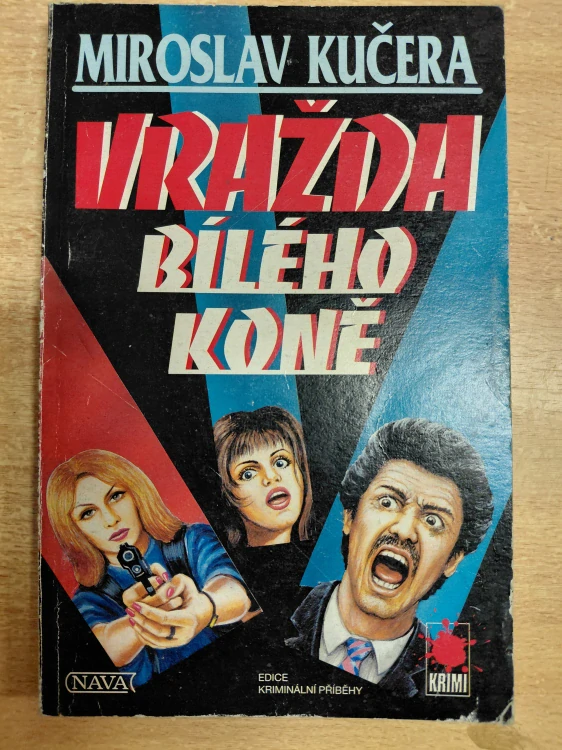 MIROSLAV KUČERA
VRAŽDA
BÍLÉHO
KONĚ
NAVA
EDICE
KRIMINÁLNÍ PŘÍBĚHY
KRIMI